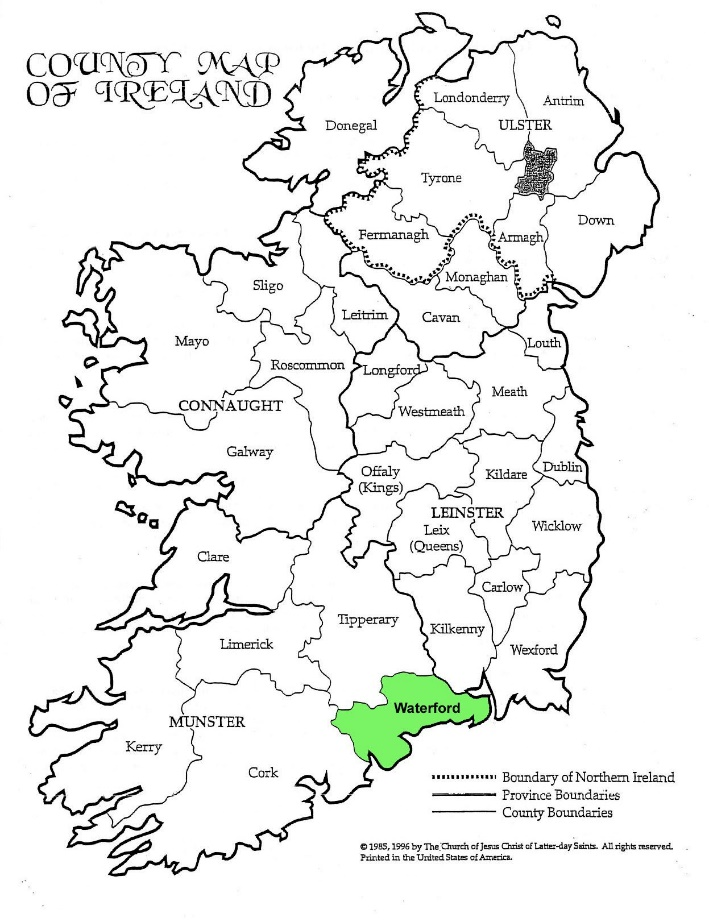 COUNTY MAP
OF IRELAND
Londonderry
Antrim
Donegal
ULSTER
Tyrone
Down
Fermanagh
Armagh
Monaghan
Sligo
Leitrim
Cavan
Mayo
Louth
Roscommon
Longford
Meath
CONNAUGHT
Westmeath
Galway
Offaly
(Kings)
Kildare
Dublin
LEINSTER
Leix
(Queens)
Wicklow
Clare
Carlow
Tipperary
Kilkenny
Limerick
Wexford
Waterford
MUNSTER
Kerry
Cork
Boundary of Northern Ireland
Province Boundaries
County Boundaries
© 1985, 1996 by The Church of Jesus Christ of Latter-day Saints. All rights reserved.
Printed in the United States of America.